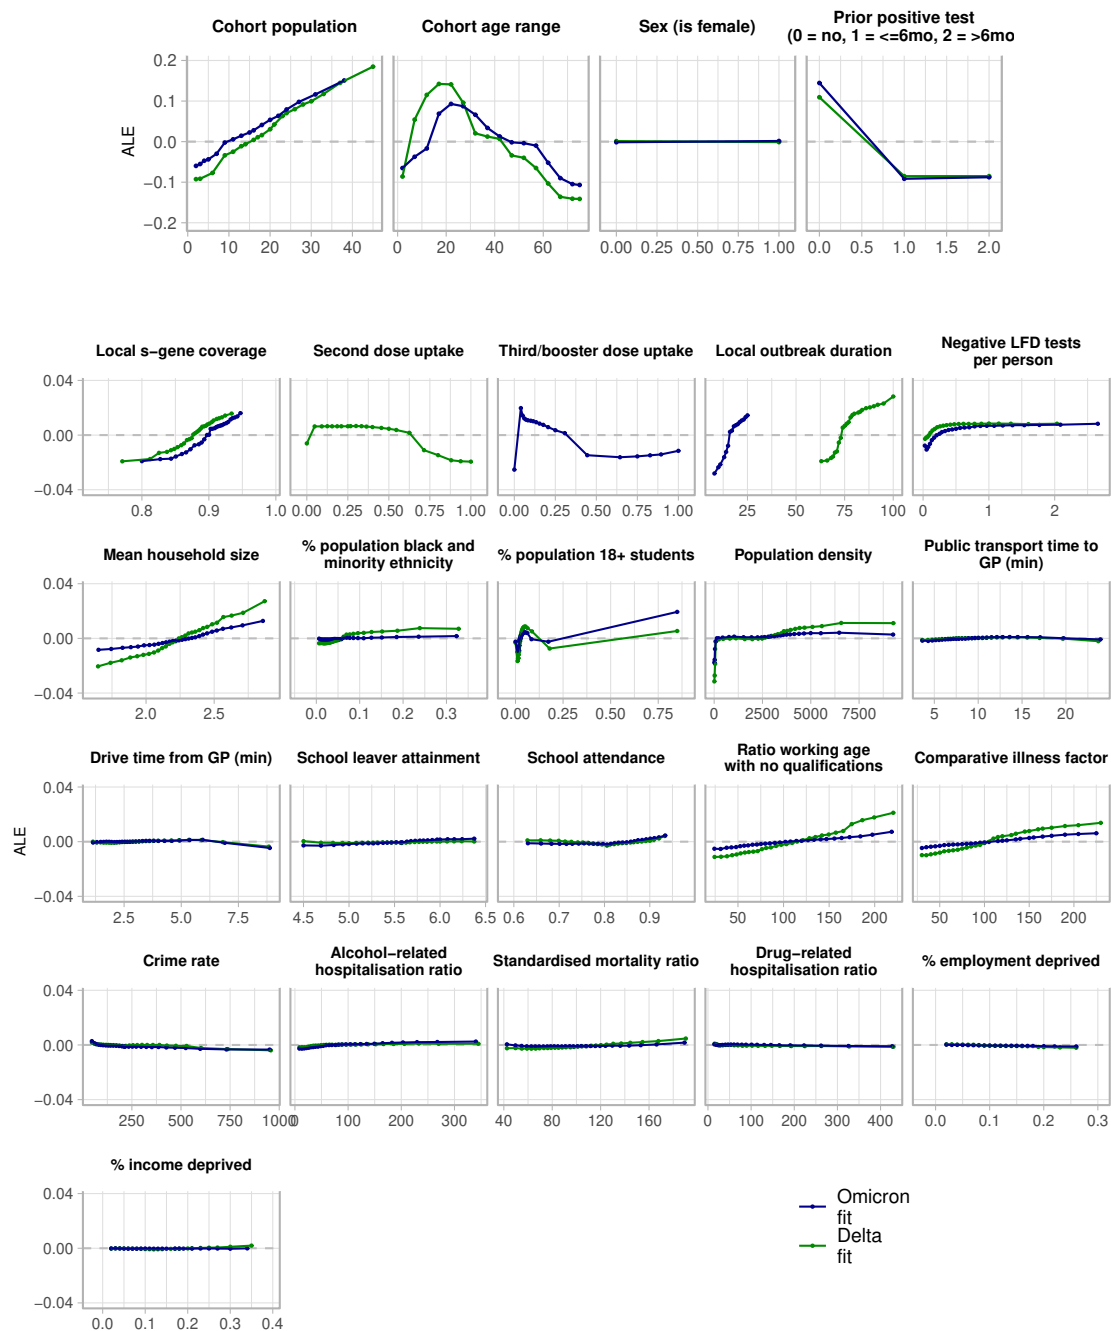 Cohort population
Cohort age range
Sex (is female)
Prior positive test
(0 = no, 1 = <=6mo, 2 = >6mo
0.2
0.1
0.0
−0.1
−0.2
ALE
0 10 20 30 40
0 20 40 60
0.00 0.25 0.50 0.75 1.00
0.0 0.5 1.0 1.5 2.0
Local s−gene coverage
Second dose uptake
Third/booster dose uptake
Local outbreak duration
Negative LFD tests
per person
0.04
0.00
−0.04
0.8 0.9 1.0
0.00 0.25 0.50 0.75 1.00
0.00 0.25 0.50 0.75 1.00
25 50 75 100
0 1 2
Mean household size
% population black and
minority ethnicity
% population 18+ students
Population density
Public transport time to
GP (min)
0.04
0.00
−0.04
2.0 2.5
0.0 0.1 0.2 0.3
0.00 0.25 0.50 0.75
0 2500 5000 7500
5 10 15 20
Drive time from GP (min)
School leaver attainment
School attendance
Ratio working age
with no qualifications
Comparative illness factor
0.04
0.00
−0.04
ALE
2.5 5.0 7.5
4.5 5.0 5.5 6.0 6.5
0.6 0.7 0.8 0.9
50 100 150 200
50 100 150 200
Crime rate
Alcohol−related
hospitalisation ratio
Standardised mortality ratio
Drug−related
hospitalisation ratio
% employment deprived
0.04
0.00
−0.04
250 500 750 1000
0 100 200 300
40 80 120 160
0 100 200 300 400
0.0 0.1 0.2 0.3
% income deprived
0.04
0.00
−0.04
0.0 0.1 0.2 0.3 0.4
Omicron
fit
Delta
fit